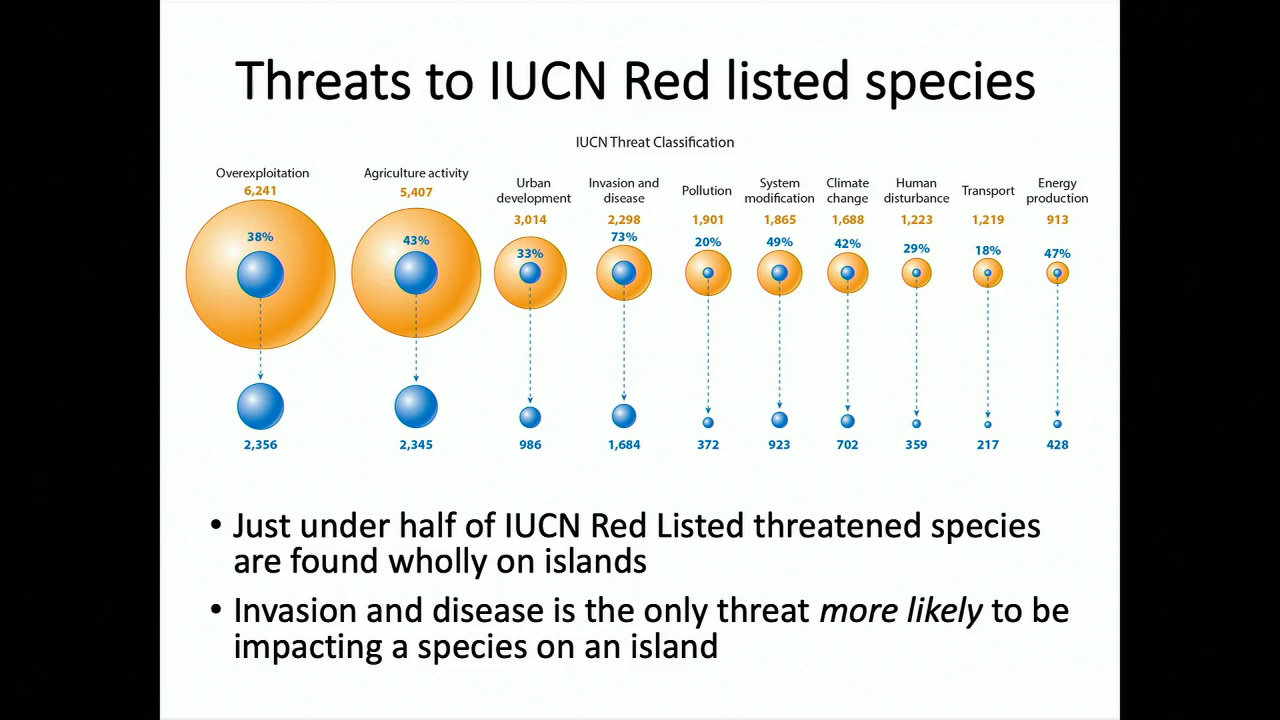 Threats to IUCN Red listed species
IUCN Threat Classification
Overexploitation
6,241
38%
2,356
Agriculture activity
5,407
43%
2,345
Urban
development
3,014
33%
986
Invasion and
disease
2,298
73%
1,684
Pollution
1,901
20%
372
System
modification
1,865
49%
923
Climate
change
1,688
42%
702
Human
disturbance
1,223
29%
359
Transport
1,219
18%
217
Energy
production
913
47%
428
• Just under half of IUCN Red Listed threatened species
are found wholly on islands
• Invasion and disease is the only threat more likely to be
impacting a species on an island